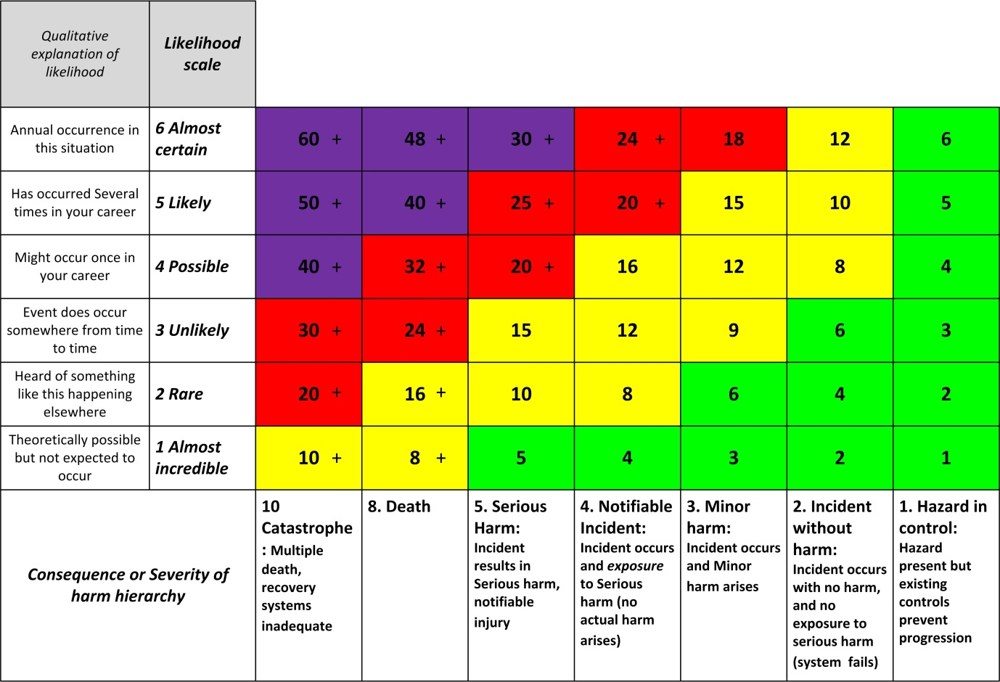 Qualitative
explanation of
likelihood
Likelihood
scale
Annual occurrence in
this situation
6 Almost
certain
60 +
48 +
30 +
24 +
18
12
6
Has occurred Several
times in your career
5 Likely
50 +
40 +
25 +
20 +
15
10
5
Might occur once in
your career
4 Possible
40 +
32 +
20 +
16
12
8
4
Event does occur
somewhere from time
to time
3 Unlikely
30 +
24 +
15
12
9
6
3
Heard of something
like this happening
elsewhere
2 Rare
20 +
16 +
10
8
6
4
2
Theoretically possible
but not expected to
occur
1 Almost
incredible
10 +
8 +
5
4
3
2
1
Consequence or Severity of
harm hierarchy
10
Catastrophe
: Multiple
death,
recovery
systems
inadequate
8. Death
5. Serious
Harm:
Incident
results in
Serious harm,
notifiable
injury
4. Notifiable
Incident:
Incident occurs
and exposure
to Serious
harm (no
actual harm
arises)
3. Minor
harm:
Incident occurs
and Minor
harm arises
2. Incident
without
harm:
Incident occurs
with no harm,
and no
exposure to
serious harm
(system fails)
1. Hazard in
control:
Hazard
present but
existing
controls
prevent
progression